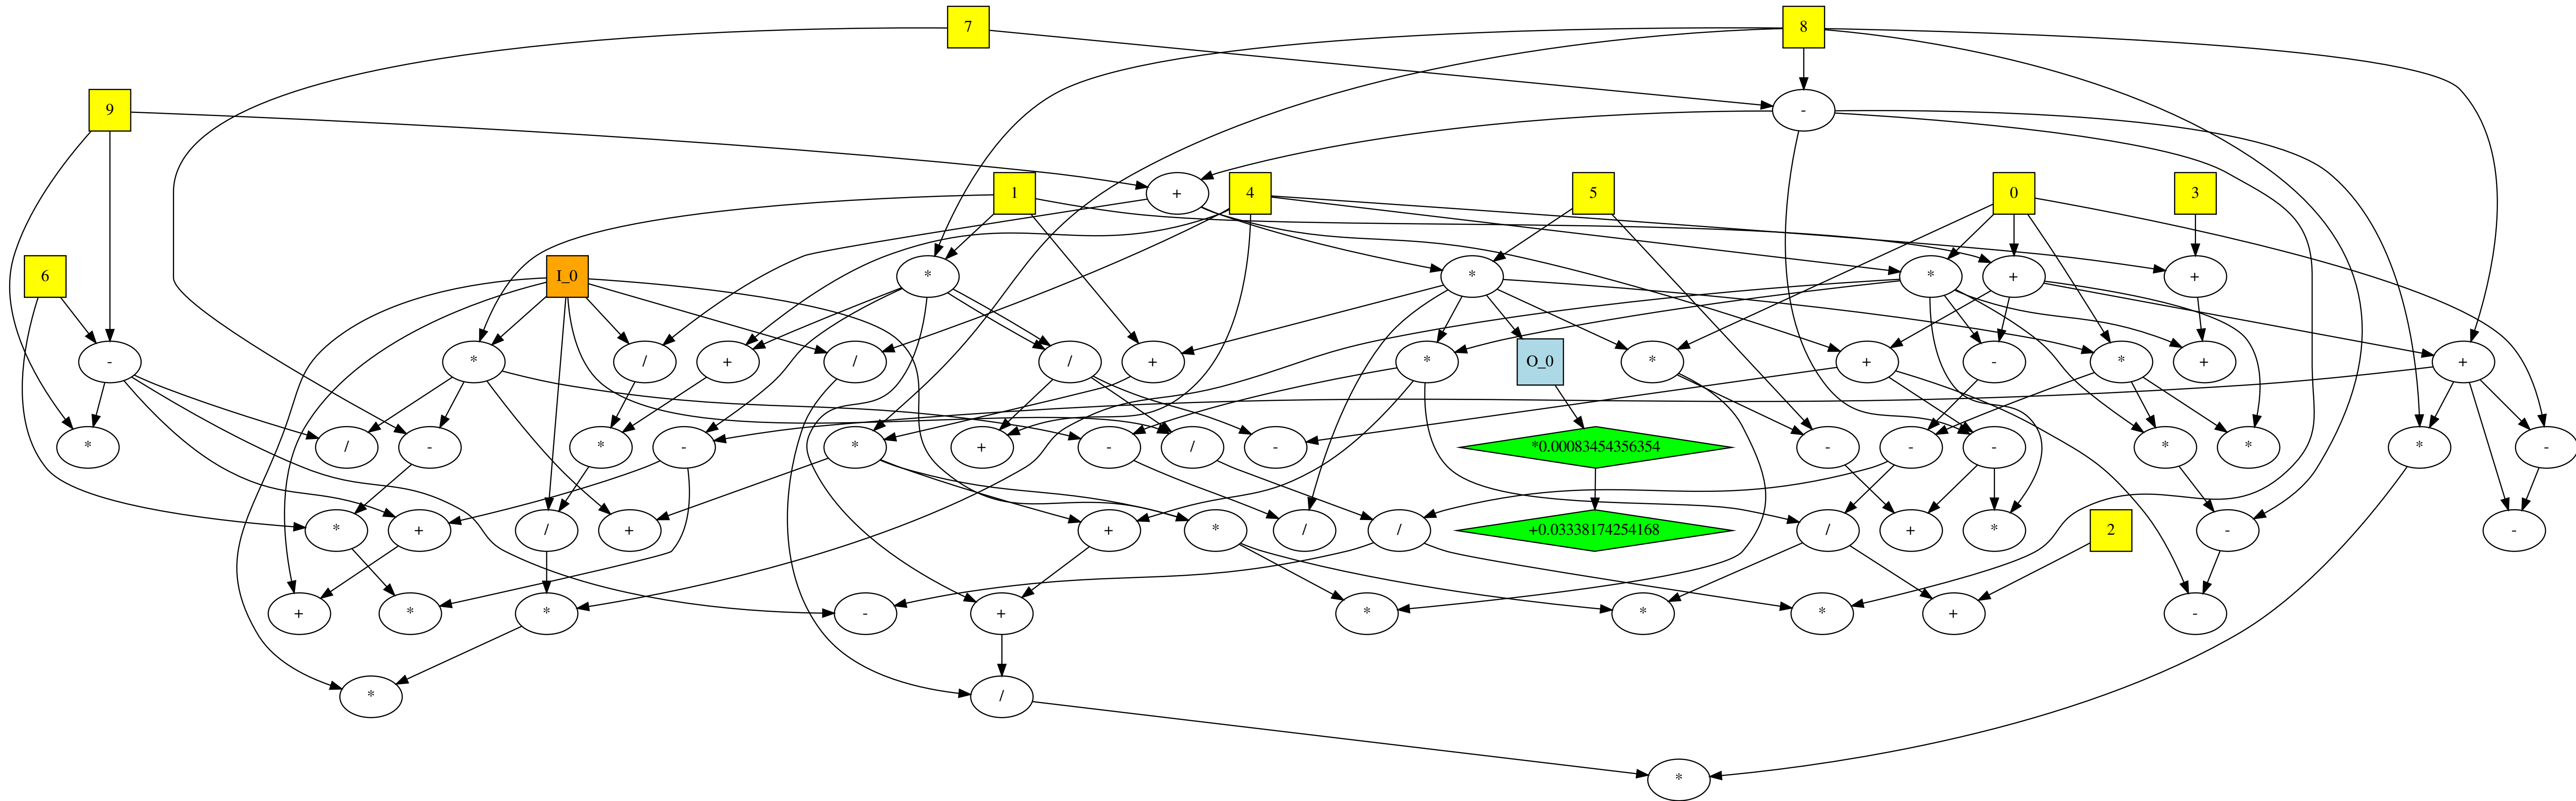 7 8
9 -
+ 1 4 5 0 3
6 I_0 * * * + +
- * / + / / + * O_0 * + - * + +
* / - * - * + - / - *0.00083454356354 - - - * * * -
* + / + + * / / +0.03338174254168 / + * 2 - -
+ * * - + * * * + -
* /
*